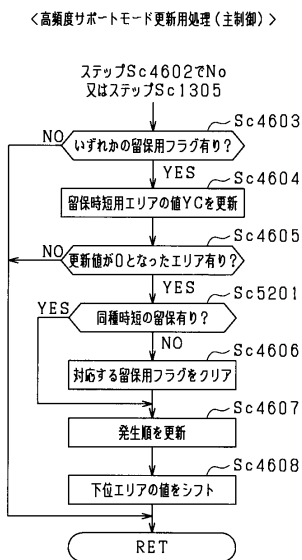 <高頻度サポートモード更新用処理(主制御)>
ステップSc4602でNo
又はステップSc1305
Sc4603
NO
いずれかの留保用フラグ有り?
YES
Sc4604
留保時短用エリアの値YCを更新
Sc4605
NO
更新値が0となったエリア有り?
YES
Sc5201
YES
同種時短の留保有り?
NO
Sc4606
対応する留保用フラグをクリア
Sc4607
発生順を更新
Sc4608
下位エリアの値をシフト
RET